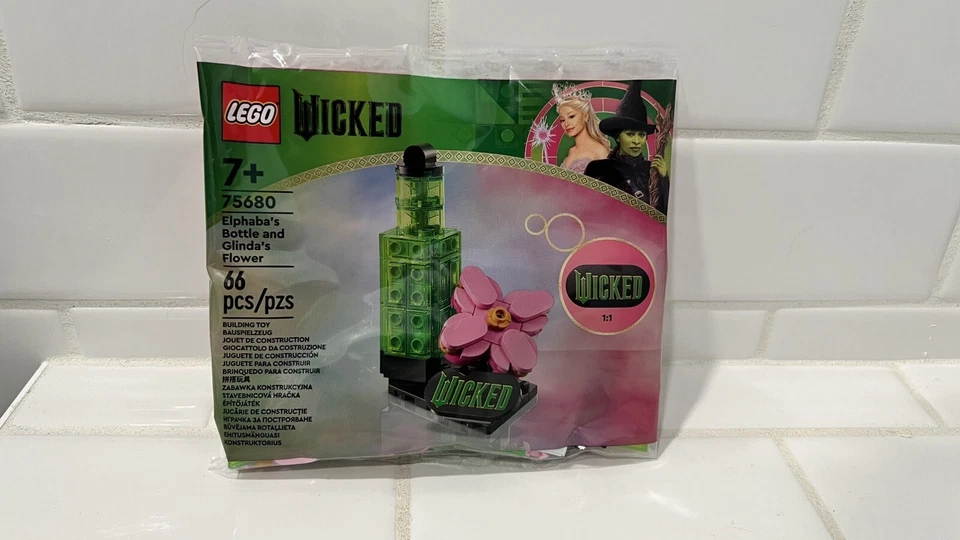 LEGO WICKED
7+
75680
Elphaba's
Bottle and
Glinda's
Flower
66
pcs/pzs
BUILDING TOY
BAUSPIELZEUG
JOUET DE CONSTRUCTION
GIOCATTOLO DA COSTRUZIONE
JUGUETE DE CONSTRUCCIÓN
JUGUETE PARA CONSTRUIR
BRINQUEDO PARA CONSTRUIR
拼搭玩具
ZABAWKA KONSTRUKCYJNA
STAVEBNICOVÁ HRAČKA
ÉPÍTŐJÁTÉK
JUCĂRIE DE CONSTRUCȚIE
ИГРАЧКА ЗА ПОСТРОЯВАНЕ
BŪVĒJAMA ROTAĻLIETA
EHITUSMÄNGUASI
KONSTRUKTORIUS
WICKED
1:1
WICKED